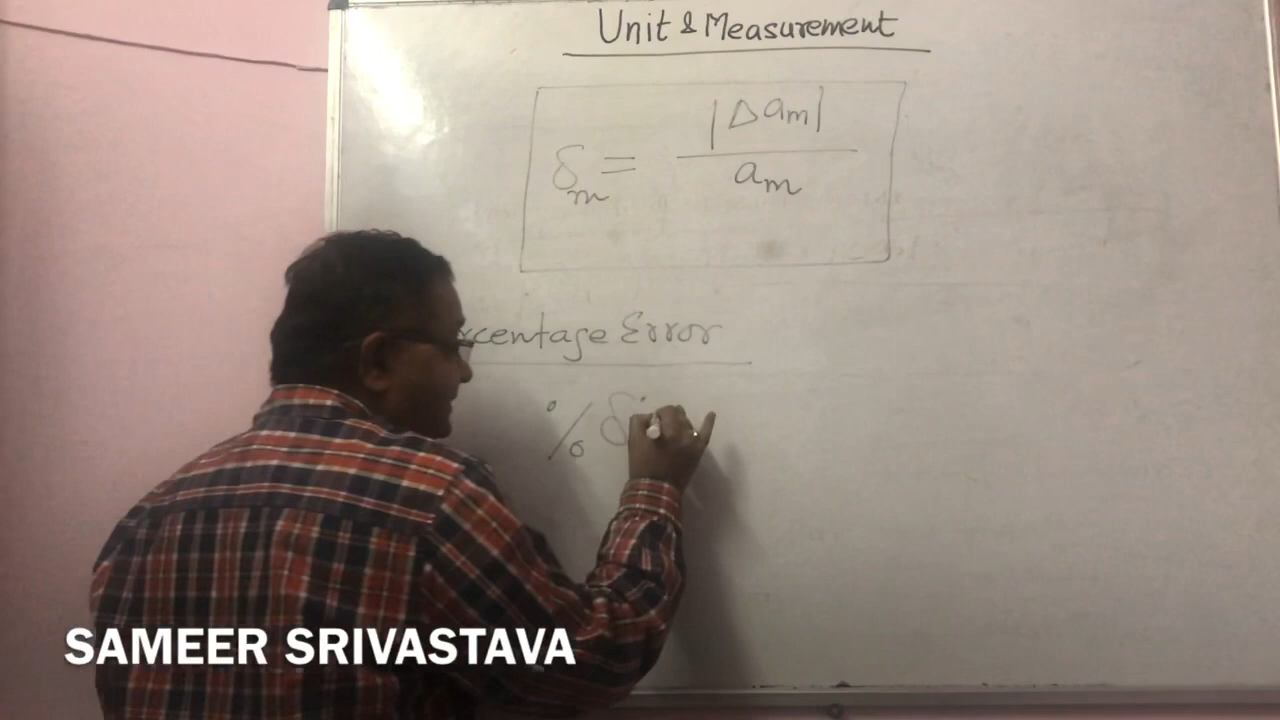 Unit & Measurement
δm = |Δam| / am
rcentage Error
% δ
SAMEER SRIVASTAVA